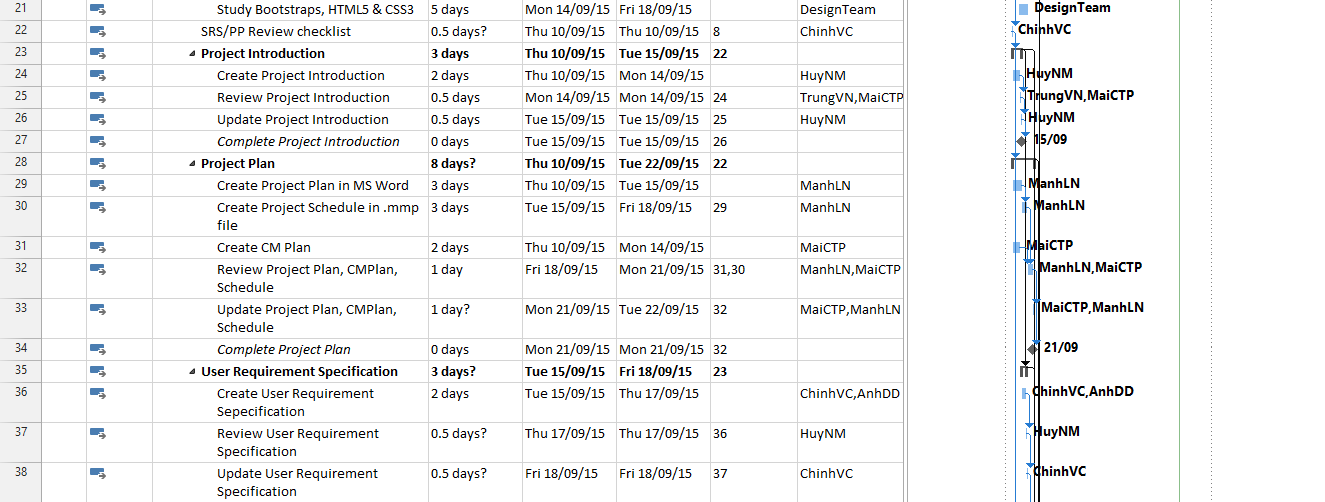 21 Study Bootstraps, HTML5 & CSS3 5 days Mon 14/09/15 Fri 18/09/15 DesignTeam DesignTeam
22 SRS/PP Review checklist 0.5 days? Thu 10/09/15 Thu 10/09/15 8 ChinhVC ChinhVC
23 Project Introduction 3 days Thu 10/09/15 Tue 15/09/15 22
24 Create Project Introduction 2 days Thu 10/09/15 Mon 14/09/15 HuyNM HuyNM
25 Review Project Introduction 0.5 days Mon 14/09/15 Mon 14/09/15 24 TrungVN,MaiCTP TrungVN,MaiCTP
26 Update Project Introduction 0.5 days Tue 15/09/15 Tue 15/09/15 25 HuyNM HuyNM
27 Complete Project Introduction 0 days Tue 15/09/15 Tue 15/09/15 26 15/09
28 Project Plan 8 days? Thu 10/09/15 Tue 22/09/15 22
29 Create Project Plan in MS Word 3 days Thu 10/09/15 Tue 15/09/15 ManhLN ManhLN
30 Create Project Schedule in .mmp 3 days Tue 15/09/15 Fri 18/09/15 29 ManhLN ManhLN
file
31 Create CM Plan 2 days Thu 10/09/15 Mon 14/09/15 MaiCTP MaiCTP
32 Review Project Plan, CMPlan, 1 day Fri 18/09/15 Mon 21/09/15 31,30 ManhLN,MaiCTP ManhLN,MaiCTP
Schedule
33 Update Project Plan, CMPlan, 1 day? Mon 21/09/15 Tue 22/09/15 32 MaiCTP,ManhLN MaiCTP,ManhLN
Schedule
34 Complete Project Plan 0 days Mon 21/09/15 Mon 21/09/15 32 21/09
35 User Requirement Specification 3 days? Tue 15/09/15 Fri 18/09/15 23
36 Create User Requirement 2 days Tue 15/09/15 Thu 17/09/15 ChinhVC,AnhDD ChinhVC,AnhDD
Sepecification
37 Review User Requirement 0.5 days? Thu 17/09/15 Thu 17/09/15 36 HuyNM HuyNM
Specification
38 Update User Requirement 0.5 days? Fri 18/09/15 Fri 18/09/15 37 ChinhVC ChinhVC
Specification